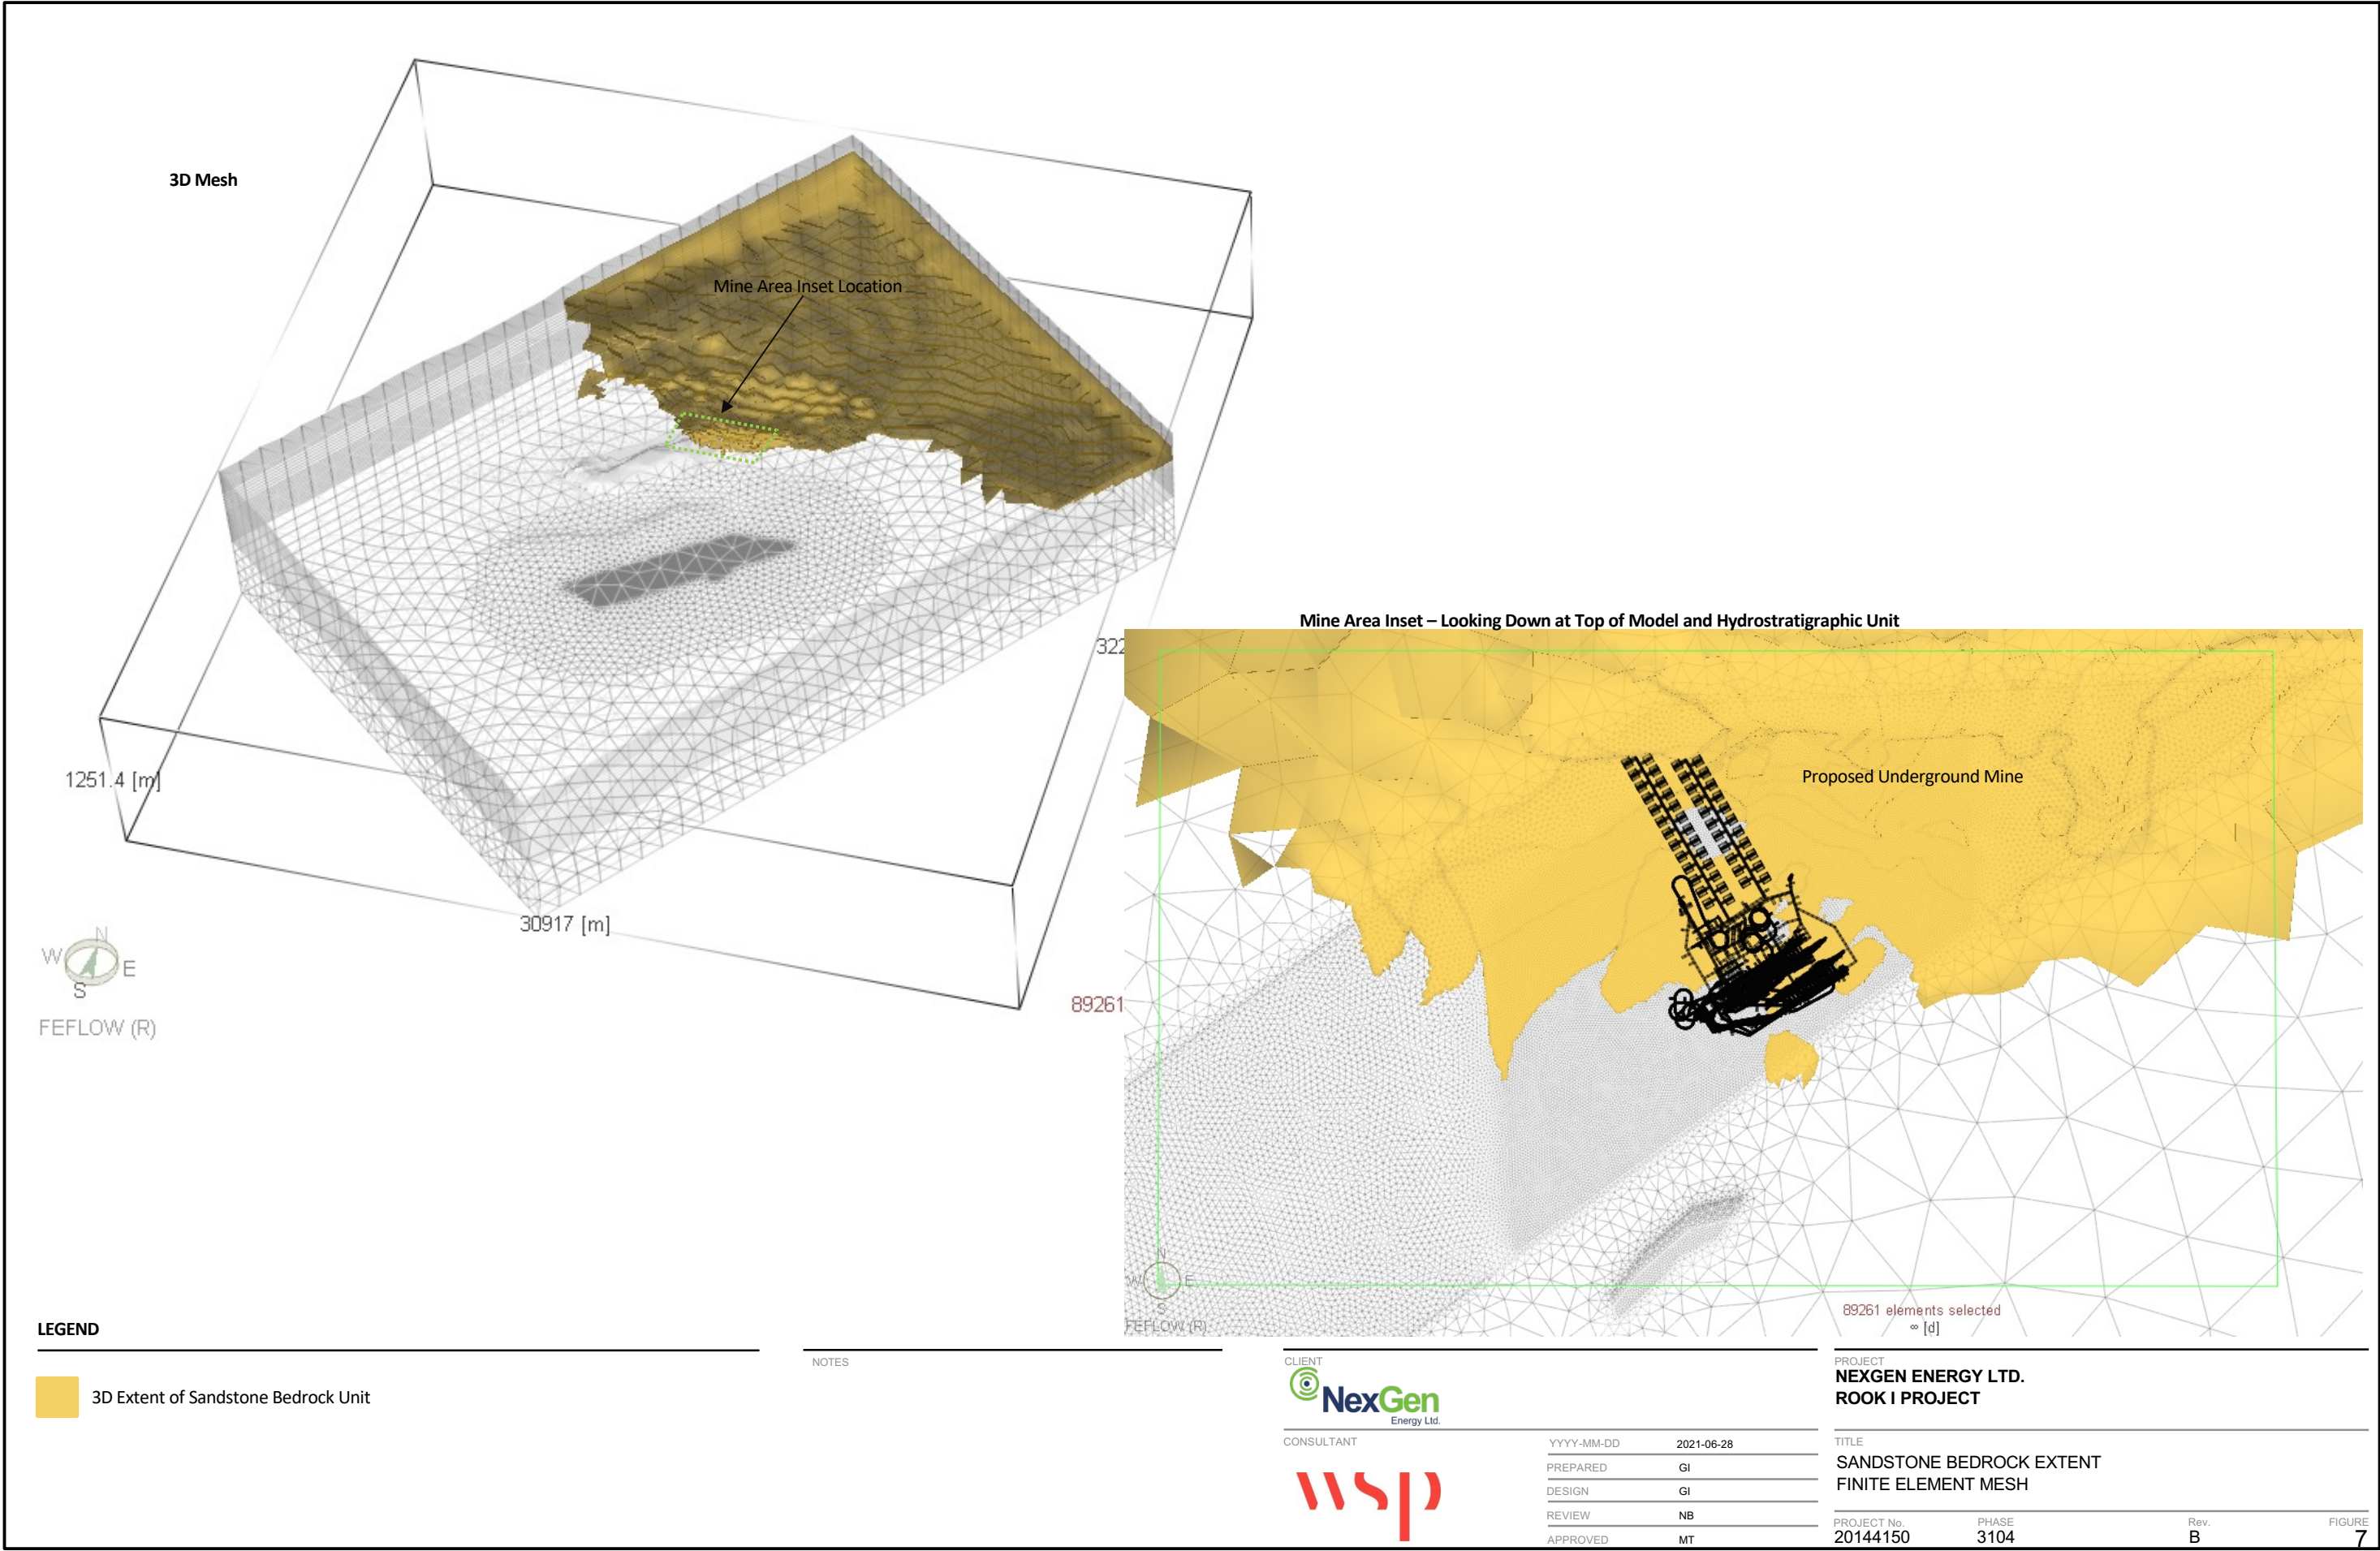 3D Mesh
Mine Area Inset Location
1251.4 [m]
30917 [m]
322
89261
N
W
E
S
FEFLOW (R)
Mine Area Inset – Looking Down at Top of Model and Hydrostratigraphic Unit
Proposed Underground Mine
N
W
E
S
FEFLOW (R)
89261 elements selected
∞ [d]
LEGEND
3D Extent of Sandstone Bedrock Unit
NOTES
CLIENT
NexGen
Energy Ltd.
CONSULTANT
wsp
YYYY-MM-DD 2021-06-28
PREPARED GI
DESIGN GI
REVIEW NB
APPROVED MT
PROJECT
NEXGEN ENERGY LTD.
ROOK I PROJECT
TITLE
SANDSTONE BEDROCK EXTENT
FINITE ELEMENT MESH
PROJECT No. PHASE Rev. FIGURE
20144150 3104 B 7